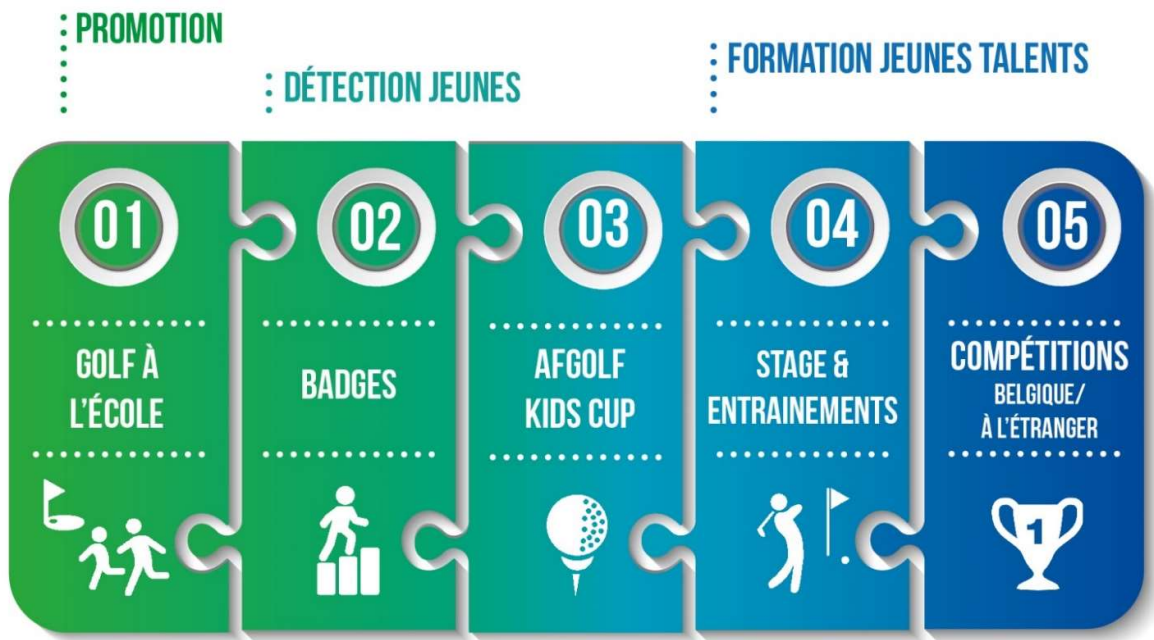 PROMOTION
DÉTECTION JEUNES
FORMATION JEUNES TALENTS
01
GOLF À
L'ÉCOLE
02
BADGES
03
AFGOLF
KIDS CUP
04
STAGE &
ENTRAINEMENTS
05
COMPÉTITIONS
BELGIQUE/
À L'ÉTRANGER
1